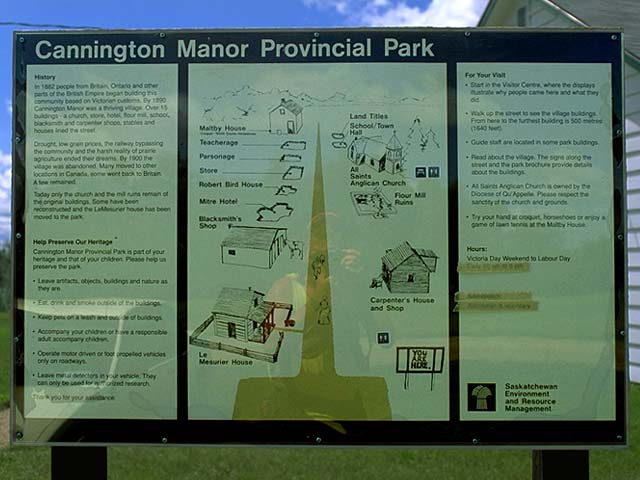 Cannington Manor Provincial Park
History
In 1882 people from Britain, Ontario and other
parts of the British Empire began building this
community based on Victorian customs. By 1890
Cannington Manor was a thriving village. Over 15
buildings - a church, store, hotel, flour mill, school,
blacksmith and carpenter shops, stables and
houses lined the street.
Drought, low grain prices, the railway bypassing
the community and the harsh reality of prairie
agriculture ended their dreams. By 1900 the
village was abandoned. Many moved to other
locations in Canada, some went back to Britain.
A few remained.
Today only the church and the mill ruins remain of
the original buildings. Some have been
reconstructed and the LeMesurier house has been
moved to the park.
Help Preserve Our Heritage
Cannington Manor Provincial Park is part of your
heritage and that of your children. Please help us
preserve the park.
• Leave artifacts, objects, buildings and nature as
they are.
• Eat, drink and smoke outside of the buildings.
• Keep pets on a leash and outside of buildings.
• Accompany your children or have a responsible
adult accompany children.
• Operate motor driven or foot propelled vehicles
only on roadways.
• Leave metal detectors in your vehicle. They
can only be used for authorized research.
Thank you for your assistance.
Maltby House
Teacherage
Parsonage
Store
Robert Bird House
Mitre Hotel
Blacksmith's
Shop
Le
Mesurier House
Land Titles
School/Town
Hall
All
Saints
Anglican Church
Flour Mill
Ruins
Carpenter's House
and Shop
YOU
ARE
HERE.
For Your Visit
• Start in the Visitor Centre, where the displays
illustrate why people came here and what they
did.
• Walk up the street to see the village buildings.
From here to the furthest building is 500 metres
(1640 feet).
• Guide staff are located in some park buildings.
• Read about the village. The signs along the
street and the park brochure provide details
about the buildings.
• All Saints Anglican Church is owned by the
Diocese of Qu'Appelle. Please respect the
sanctity of the church and grounds.
• Try your hand at croquet, horseshoes or enjoy a
game of lawn tennis at the Maltby House.
Hours:
Victoria Day Weekend to Labour Day
Saskatchewan
Environment
and Resource
Management